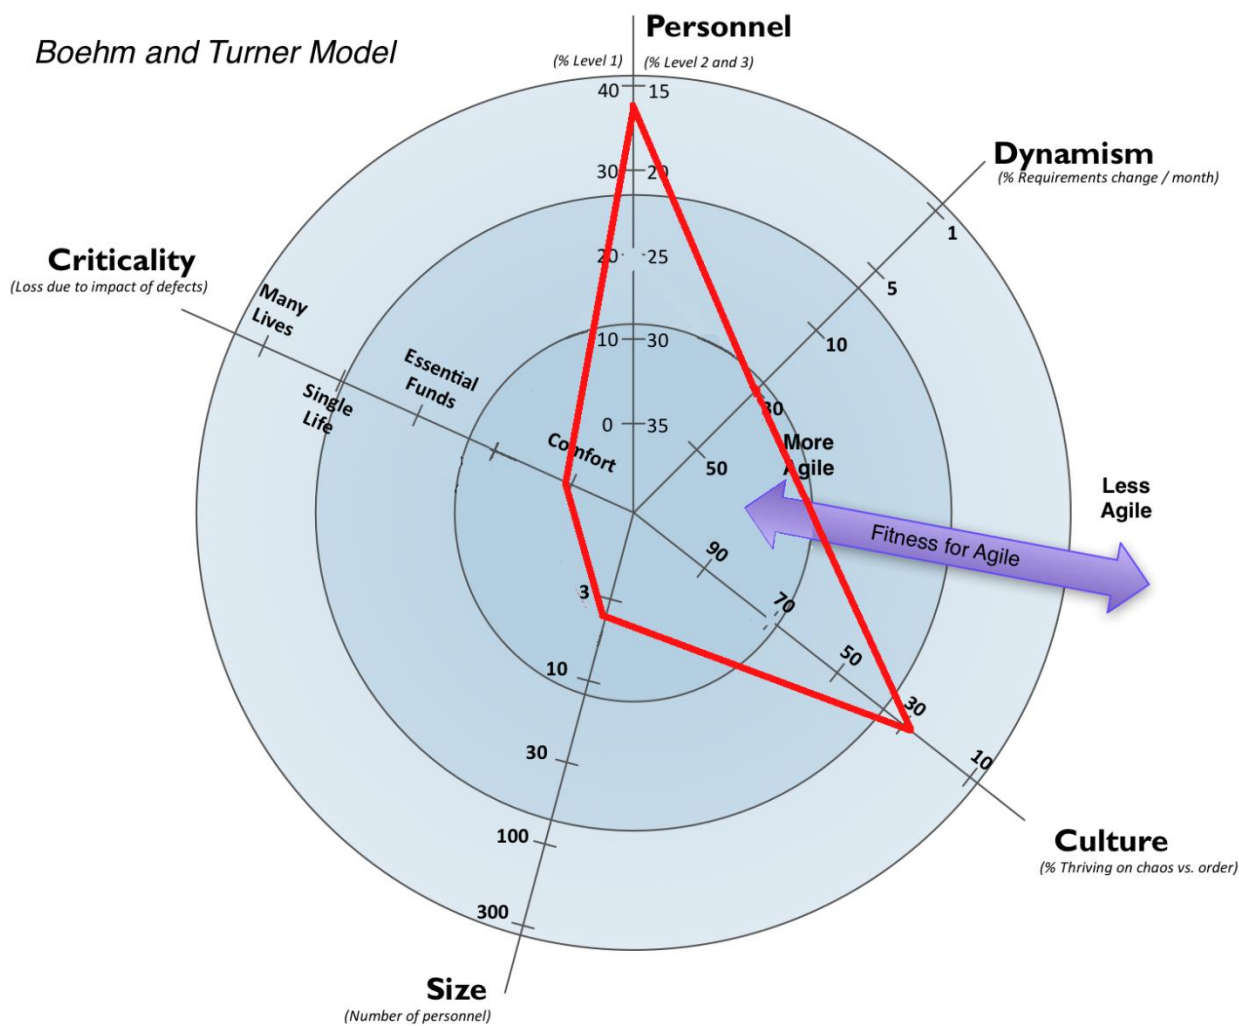 Boehm and Turner Model
Personnel
(% Level 1) (% Level 2 and 3)
40 15
30 20
20 25
10 30
0 35
Dynamism
(% Requirements change / month)
1
5
10
30
50
Criticality
(Loss due to impact of defects)
Many
Lives
Single
Life
Essential
Funds
Comfort
More
Agile
Less
Agile
Fitness for Agile
90
70
50
30
10
Culture
(% Thriving on chaos vs. order)
3
10
30
100
300
Size
(Number of personnel)